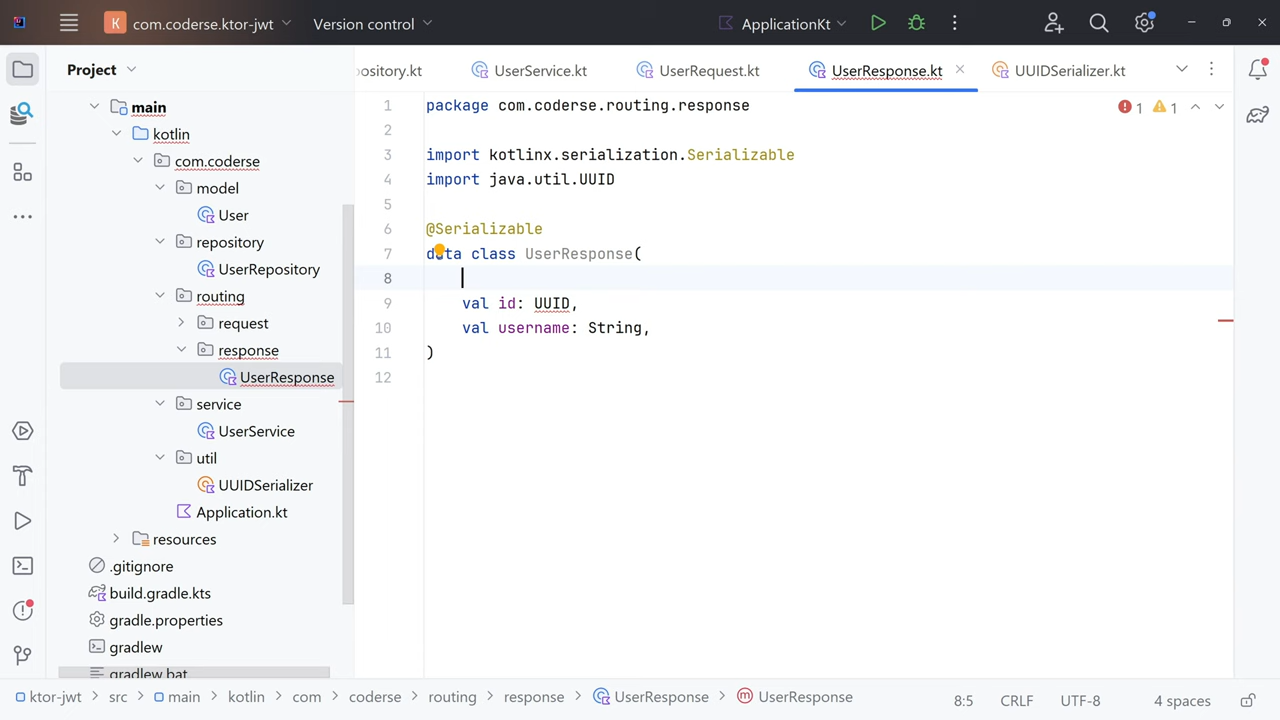 K com.coderse.ktor-jwt Version control ApplicationKt
Project
pository.kt UserService.kt UserRequest.kt UserResponse.kt UUIDSerializer.kt
main
kotlin
com.coderse
model
User
repository
UserRepository
routing
request
response
UserResponse
service
UserService
util
UUIDSerializer
Application.kt
resources
.gitignore
build.gradle.kts
gradle.properties
gradlew
gradlew.bat
1 package com.coderse.routing.response
2
3 import kotlinx.serialization.Serializable
4 import java.util.UUID
5
6 @Serializable
7 data class UserResponse(
8
9 val id: UUID,
10 val username: String,
11 )
12
1 1
ktor-jwt > src > main > kotlin > com > coderse > routing > response > UserResponse > UserResponse 8:5 CRLF UTF-8 4 spaces